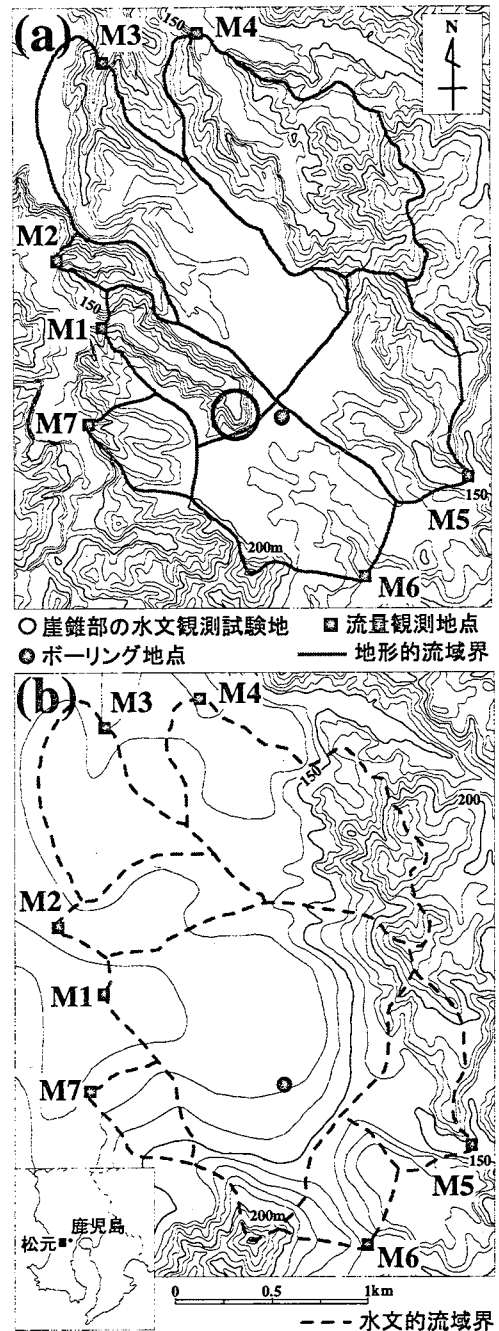 (a)
M3
150
M4
N
M2
150
M1
M7
150
M5
200m
M6
○崖錐部の水文観測試験地
流量観測地点
ボーリング地点
地形的流域界
(b)
M3
M4
150
200
M2
M1
M7
150
M5
200m
M6
鹿児島
松元
0 0.5 1km
水文的流域界